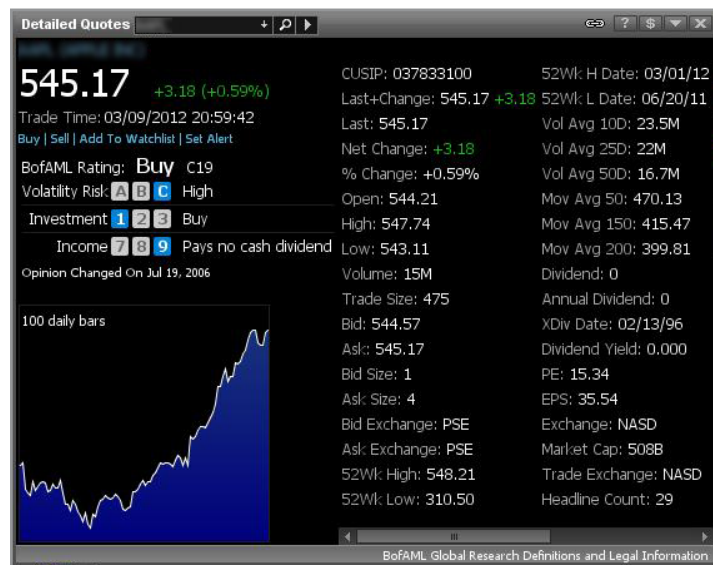 Detailed Quotes
545.17 +3.18 (+0.59%)
Trade Time: 03/09/2012 20:59:42
Buy | Sell | Add To Watchlist | Set Alert
BofAML Rating: Buy C19
Volatility Risk A B C High
Investment 1 2 3 Buy
Income 7 8 9 Pays no cash dividend
Opinion Changed On Jul 19, 2006
100 daily bars
CUSIP: 037833100
Last+Change: 545.17 +3.18
Last: 545.17
Net Change: +3.18
% Change: +0.59%
Open: 544.21
High: 547.74
Low: 543.11
Volume: 15M
Trade Size: 475
Bid: 544.57
Ask: 545.17
Bid Size: 1
Ask Size: 4
Bid Exchange: PSE
Ask Exchange: PSE
52Wk High: 548.21
52Wk Low: 310.50
52Wk H Date: 03/01/12
52Wk L Date: 06/20/11
Vol Avg 10D: 23.5M
Vol Avg 25D: 22M
Vol Avg 50D: 16.7M
Mov Avg 50: 470.13
Mov Avg 150: 415.47
Mov Avg 200: 399.81
Dividend: 0
Annual Dividend: 0
XDiv Date: 02/13/96
Dividend Yield: 0.000
PE: 15.34
EPS: 35.54
Exchange: NASD
Market Cap: 508B
Trade Exchange: NASD
Headline Count: 29
BofAML Global Research Definitions and Legal Information